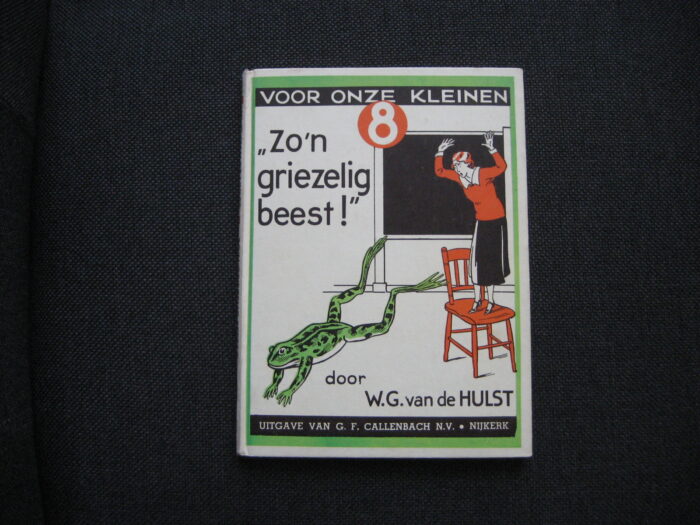 VOOR ONZE KLEINEN
8
„Zo'n
griezelig
beest!”
door
W.G. van de HULST
UITGAVE VAN G. F. CALLENBACH N.V. • NIJKERK